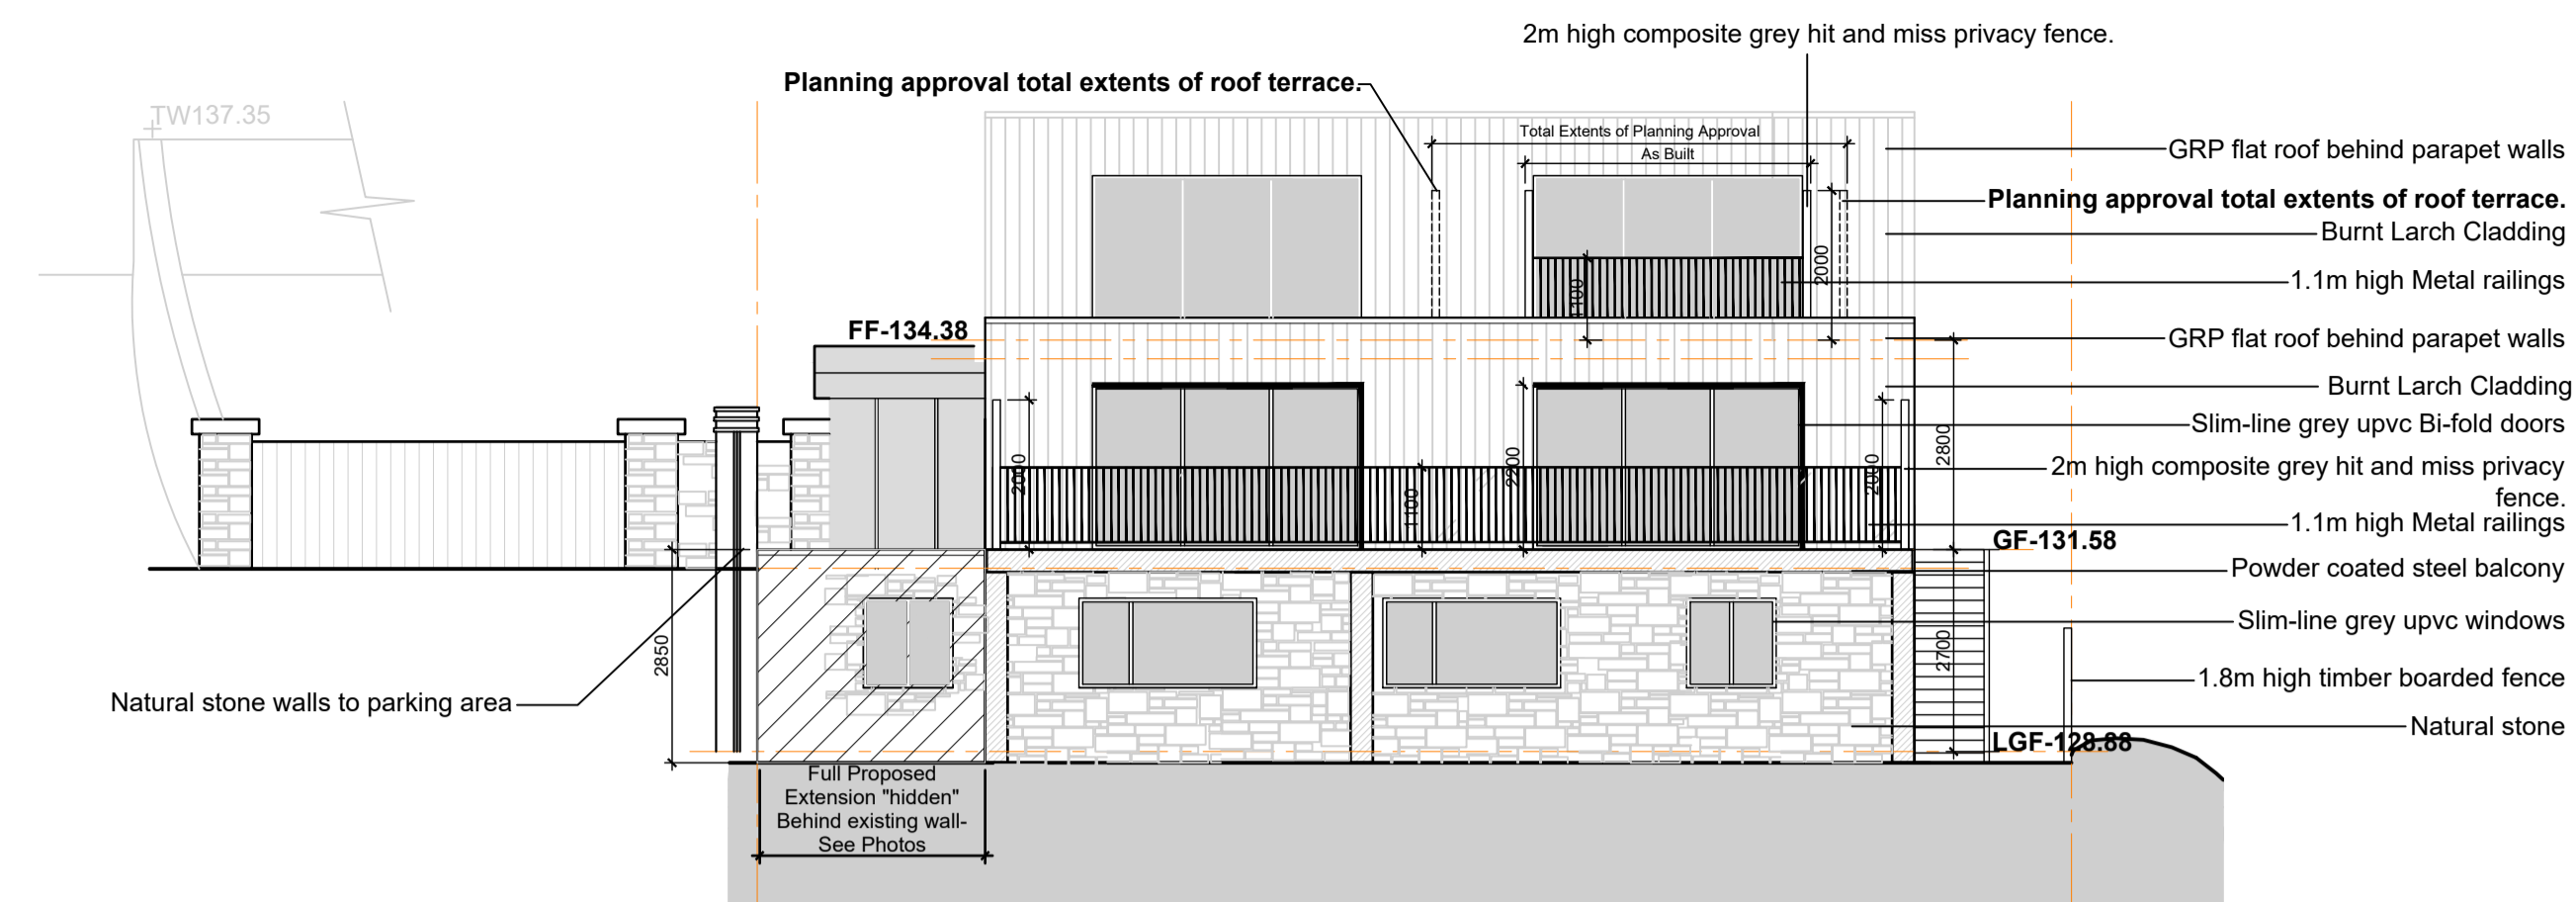 2m high composite grey hit and miss privacy fence.
Planning approval total extents of roof terrace.
TW137.35
Total Extents of Planning Approval
As Built
GRP flat roof behind parapet walls
Planning approval total extents of roof terrace.
Burnt Larch Cladding
2000
1.1m high Metal railings
1100
FF-134.38
GRP flat roof behind parapet walls
Burnt Larch Cladding
Slim-line grey upvc Bi-fold doors
2800
2000
2200
2000
2m high composite grey hit and miss privacy
fence.
1100
1.1m high Metal railings
GF-131.58
Powder coated steel balcony
Slim-line grey upvc windows
2850
2700
1.8m high timber boarded fence
Natural stone walls to parking area
Natural stone
LGF-128.88
Full Proposed
Extension "hidden"
Behind existing wall-
See Photos